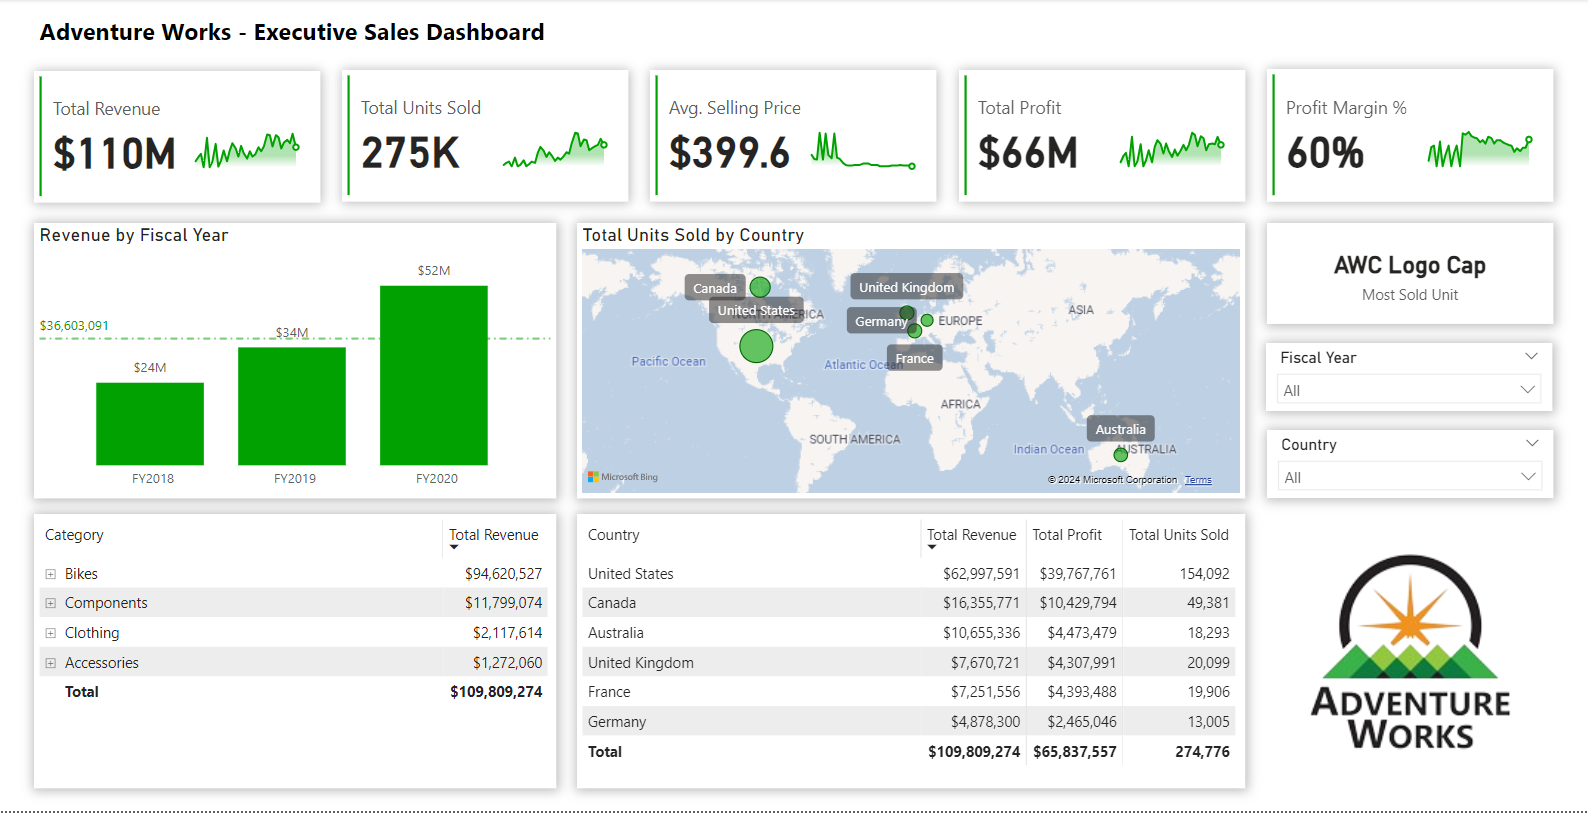 Adventure Works - Executive Sales Dashboard
Total Revenue
$110M
Total Units Sold
275K
Avg. Selling Price
$399.6
Total Profit
$66M
Profit Margin %
60%
Revenue by Fiscal Year
$52M
$36,603,091
$34M
$24M
FY2018 FY2019 FY2020
Total Units Sold by Country
Canada
United States
NORTH AMERICA
United Kingdom
Germany
EUROPE
France
ASIA
Pacific Ocean
Atlantic Ocean
AFRICA
SOUTH AMERICA
Indian Ocean
Australia
AUSTRALIA
Microsoft Bing
© 2024 Microsoft Corporation Terms
AWC Logo Cap
Most Sold Unit
Fiscal Year
All
Country
All
Category Total Revenue
Bikes $94,620,527
Components $11,799,074
Clothing $2,117,614
Accessories $1,272,060
Total $109,809,274
Country Total Revenue Total Profit Total Units Sold
United States $62,997,591 $39,767,761 154,092
Canada $16,355,771 $10,429,794 49,381
Australia $10,655,336 $4,473,479 18,293
United Kingdom $7,670,721 $4,307,991 20,099
France $7,251,556 $4,393,488 19,906
Germany $4,878,300 $2,465,046 13,005
Total $109,809,274 $65,837,557 274,776
ADVENTURE
WORKS